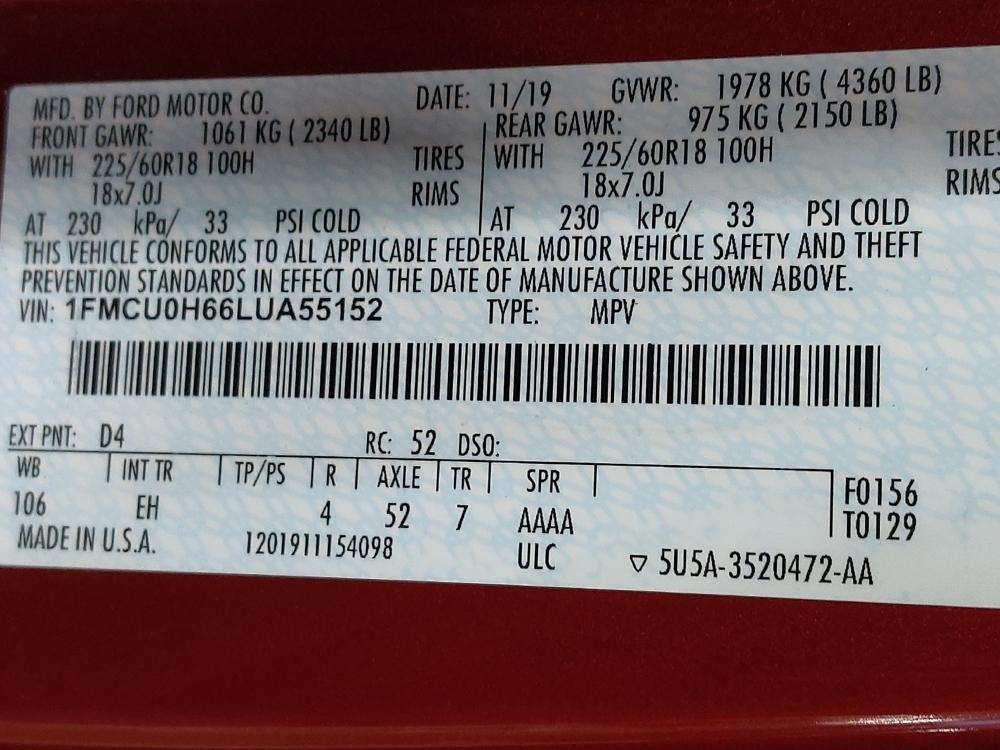 MFD. BY FORD MOTOR CO. DATE: 11/19 GVWR: 1978 KG ( 4360 LB)
FRONT GAWR: 1061 KG ( 2340 LB) REAR GAWR: 975 KG ( 2150 LB)
WITH 225/60R18 100H TIRES WITH 225/60R18 100H TIRES
18x7.0J RIMS 18x7.0J RIMS
AT 230 kPa/ 33 PSI COLD AT 230 kPa/ 33 PSI COLD
THIS VEHICLE CONFORMS TO ALL APPLICABLE FEDERAL MOTOR VEHICLE SAFETY AND THEFT
PREVENTION STANDARDS IN EFFECT ON THE DATE OF MANUFACTURE SHOWN ABOVE.
VIN: 1FMCU0H66LUA55152 TYPE: MPV
EXT PNT: D4 RC: 52 DSO:
WB INT TR TP/PS R AXLE TR SPR F0156
106 EH 4 52 7 AAAA T0129
MADE IN U.S.A. 1201911154098 ULC ▽ 5U5A-3520472-AA